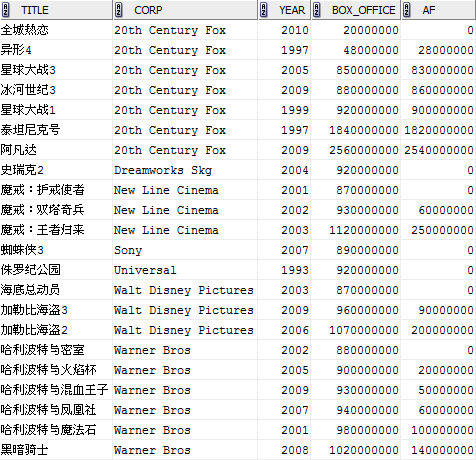 TITLE CORP YEAR BOX_OFFICE AF
全城热恋 20th Century Fox 2010 20000000 0
异形4 20th Century Fox 1997 48000000 28000000
星球大战3 20th Century Fox 2005 850000000 830000000
冰河世纪3 20th Century Fox 2009 880000000 860000000
星球大战1 20th Century Fox 1999 920000000 900000000
泰坦尼克号 20th Century Fox 1997 1840000000 1820000000
阿凡达 20th Century Fox 2009 2560000000 2540000000
史瑞克2 Dreamworks Skg 2004 920000000 0
魔戒：护戒使者 New Line Cinema 2001 870000000 0
魔戒：双塔奇兵 New Line Cinema 2002 930000000 60000000
魔戒：王者归来 New Line Cinema 2003 1120000000 250000000
蜘蛛侠3 Sony 2007 890000000 0
侏罗纪公园 Universal 1993 920000000 0
海底总动员 Walt Disney Pictures 2003 870000000 0
加勒比海盗3 Walt Disney Pictures 2009 960000000 90000000
加勒比海盗2 Walt Disney Pictures 2006 1070000000 200000000
哈利波特与密室 Warner Bros 2002 880000000 0
哈利波特与火焰杯 Warner Bros 2005 900000000 20000000
哈利波特与混血王子 Warner Bros 2009 930000000 50000000
哈利波特与凤凰社 Warner Bros 2007 940000000 60000000
哈利波特与魔法石 Warner Bros 2001 980000000 100000000
黑暗骑士 Warner Bros 2008 1020000000 140000000